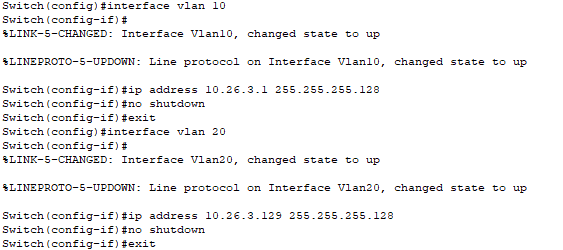 Switch(config)#interface vlan 10
Switch(config-if)#
%LINK-5-CHANGED: Interface Vlan10, changed state to up
%LINEPROTO-5-UPDOWN: Line protocol on Interface Vlan10, changed state to up
Switch(config-if)#ip address 10.26.3.1 255.255.255.128
Switch(config-if)#no shutdown
Switch(config-if)#exit
Switch(config)#interface vlan 20
Switch(config-if)#
%LINK-5-CHANGED: Interface Vlan20, changed state to up
%LINEPROTO-5-UPDOWN: Line protocol on Interface Vlan20, changed state to up
Switch(config-if)#ip address 10.26.3.129 255.255.255.128
Switch(config-if)#no shutdown
Switch(config-if)#exit